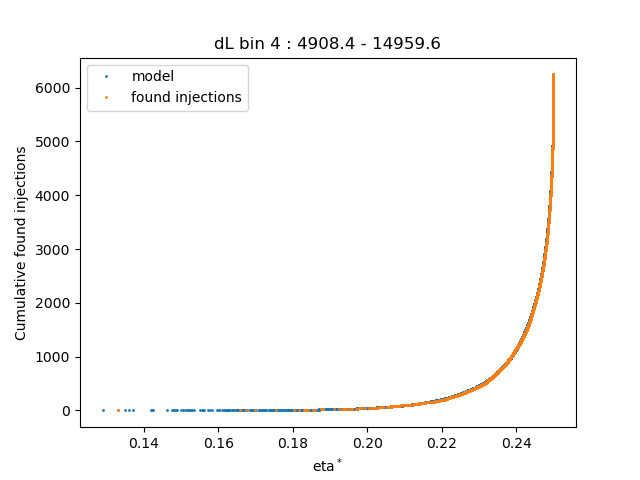 dL bin 4 : 4908.4 - 14959.6
model
found injections
Cumulative found injections
6000
5000
4000
3000
2000
1000
0
0.14 0.16 0.18 0.20 0.22 0.24
eta*